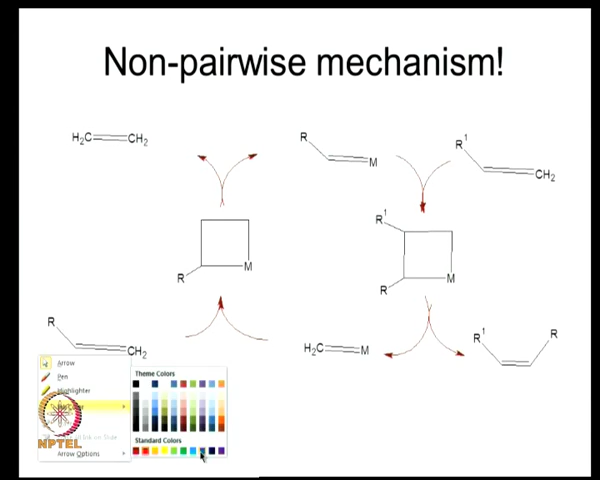 Non-pairwise mechanism!
H₂C CH₂
R M
R¹ CH₂
R¹
R M
R M
R CH₂
H₂C M
R¹ R
Arrow
Pen
Highlighter
Arrow Options
Theme Colors
Standard Colors
NPTEL